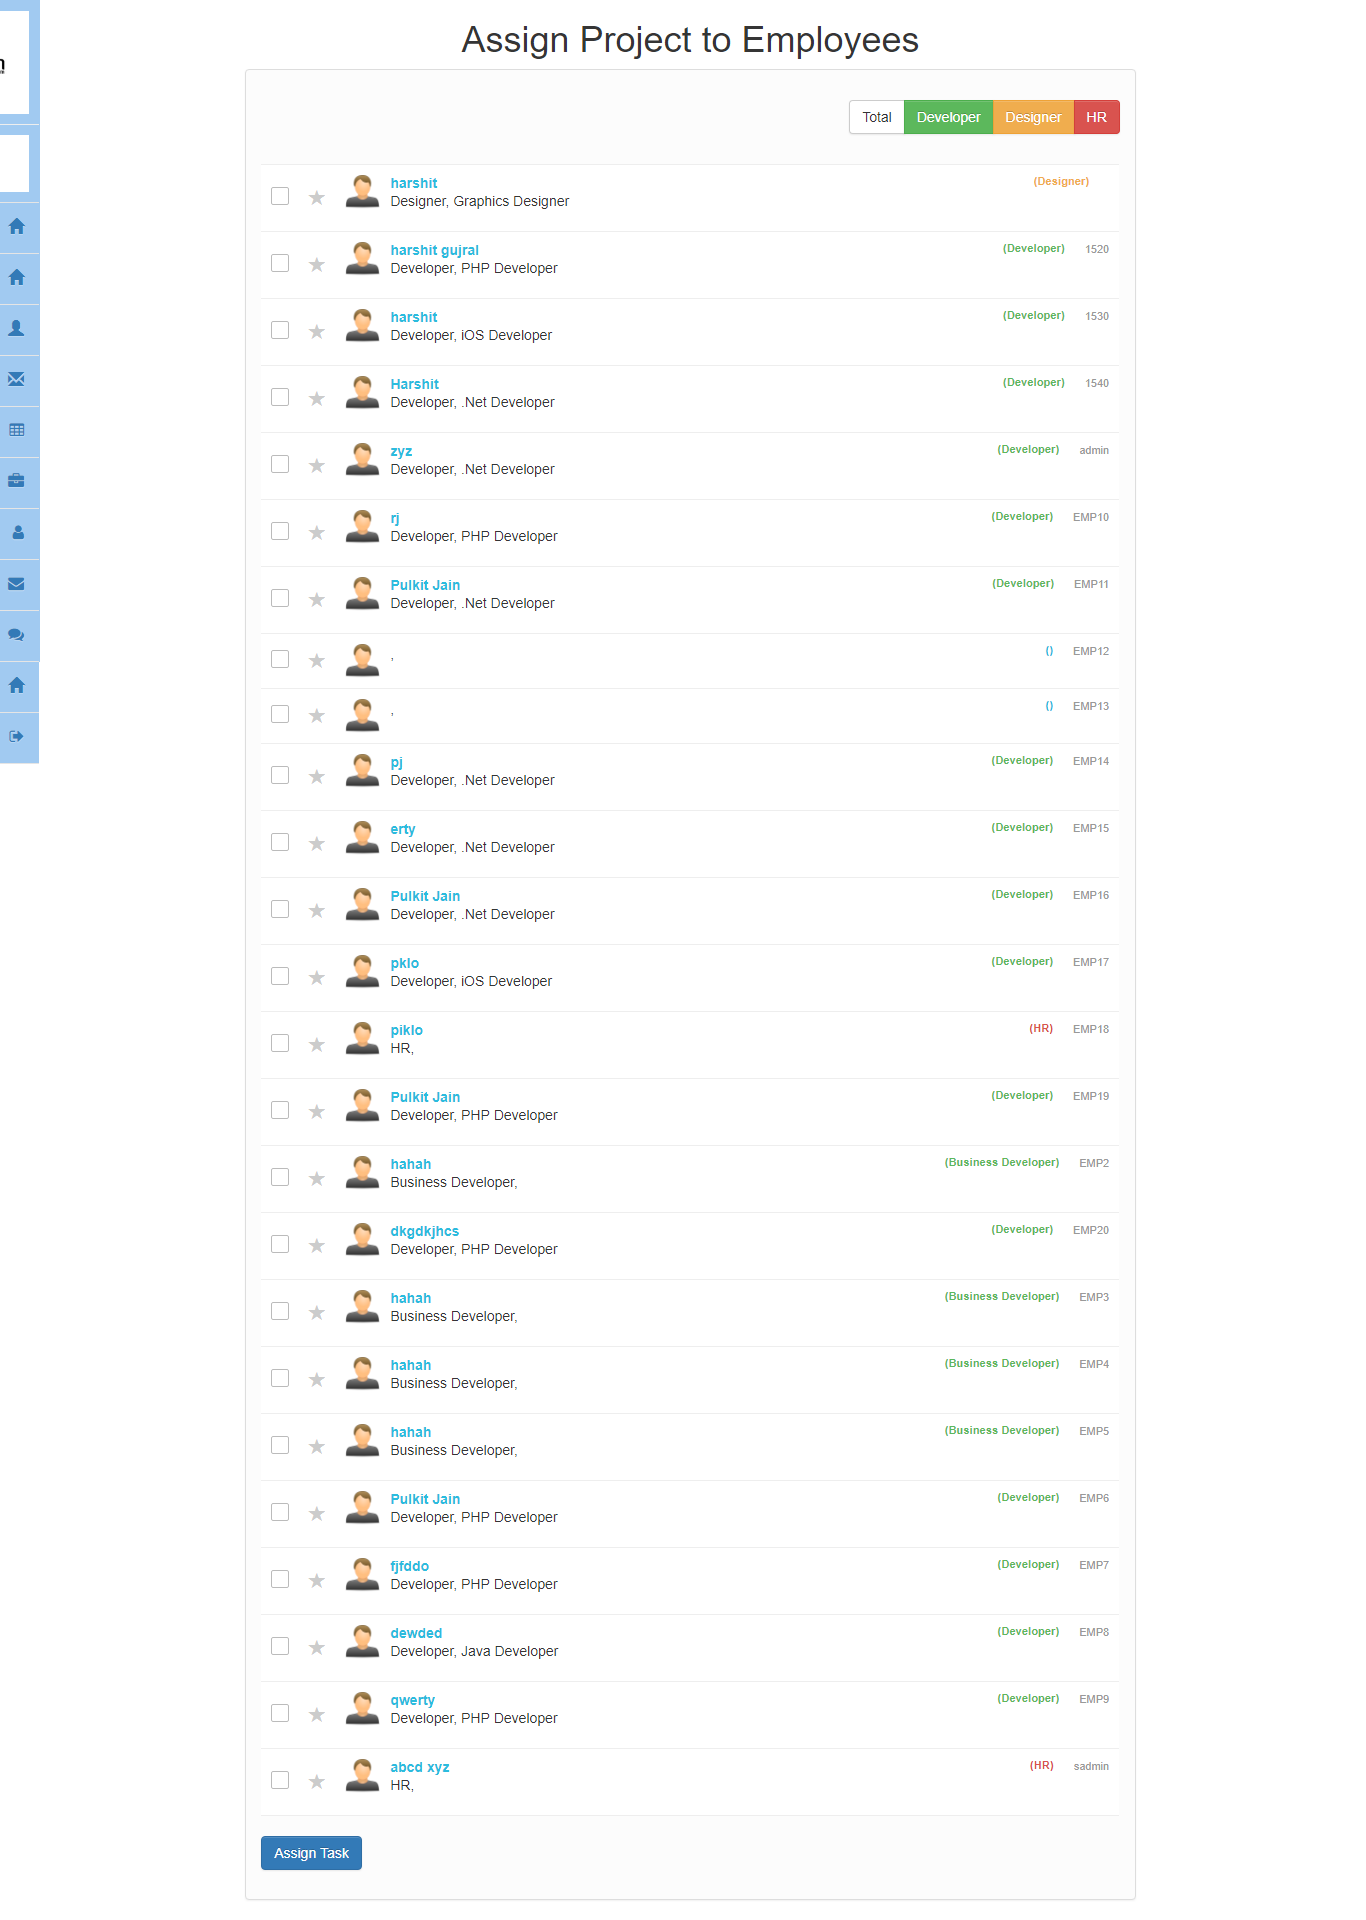 Assign Project to Employees
Total Developer Designer HR
harshit (Designer)
Designer, Graphics Designer
harshit gujral (Developer) 1520
Developer, PHP Developer
harshit (Developer) 1530
Developer, iOS Developer
Harshit (Developer) 1540
Developer, .Net Developer
zyz (Developer) admin
Developer, .Net Developer
rj (Developer) EMP10
Developer, PHP Developer
Pulkit Jain (Developer) EMP11
Developer, .Net Developer
, () EMP12
, () EMP13
pj (Developer) EMP14
Developer, .Net Developer
erty (Developer) EMP15
Developer, .Net Developer
Pulkit Jain (Developer) EMP16
Developer, .Net Developer
pklo (Developer) EMP17
Developer, iOS Developer
piklo (HR) EMP18
HR,
Pulkit Jain (Developer) EMP19
Developer, PHP Developer
hahah (Business Developer) EMP2
Business Developer,
dkgdkjhcs (Developer) EMP20
Developer, PHP Developer
hahah (Business Developer) EMP3
Business Developer,
hahah (Business Developer) EMP4
Business Developer,
hahah (Business Developer) EMP5
Business Developer,
Pulkit Jain (Developer) EMP6
Developer, PHP Developer
fjfddo (Developer) EMP7
Developer, PHP Developer
dewded (Developer) EMP8
Developer, Java Developer
qwerty (Developer) EMP9
Developer, PHP Developer
abcd xyz (HR) sadmin
HR,
Assign Task